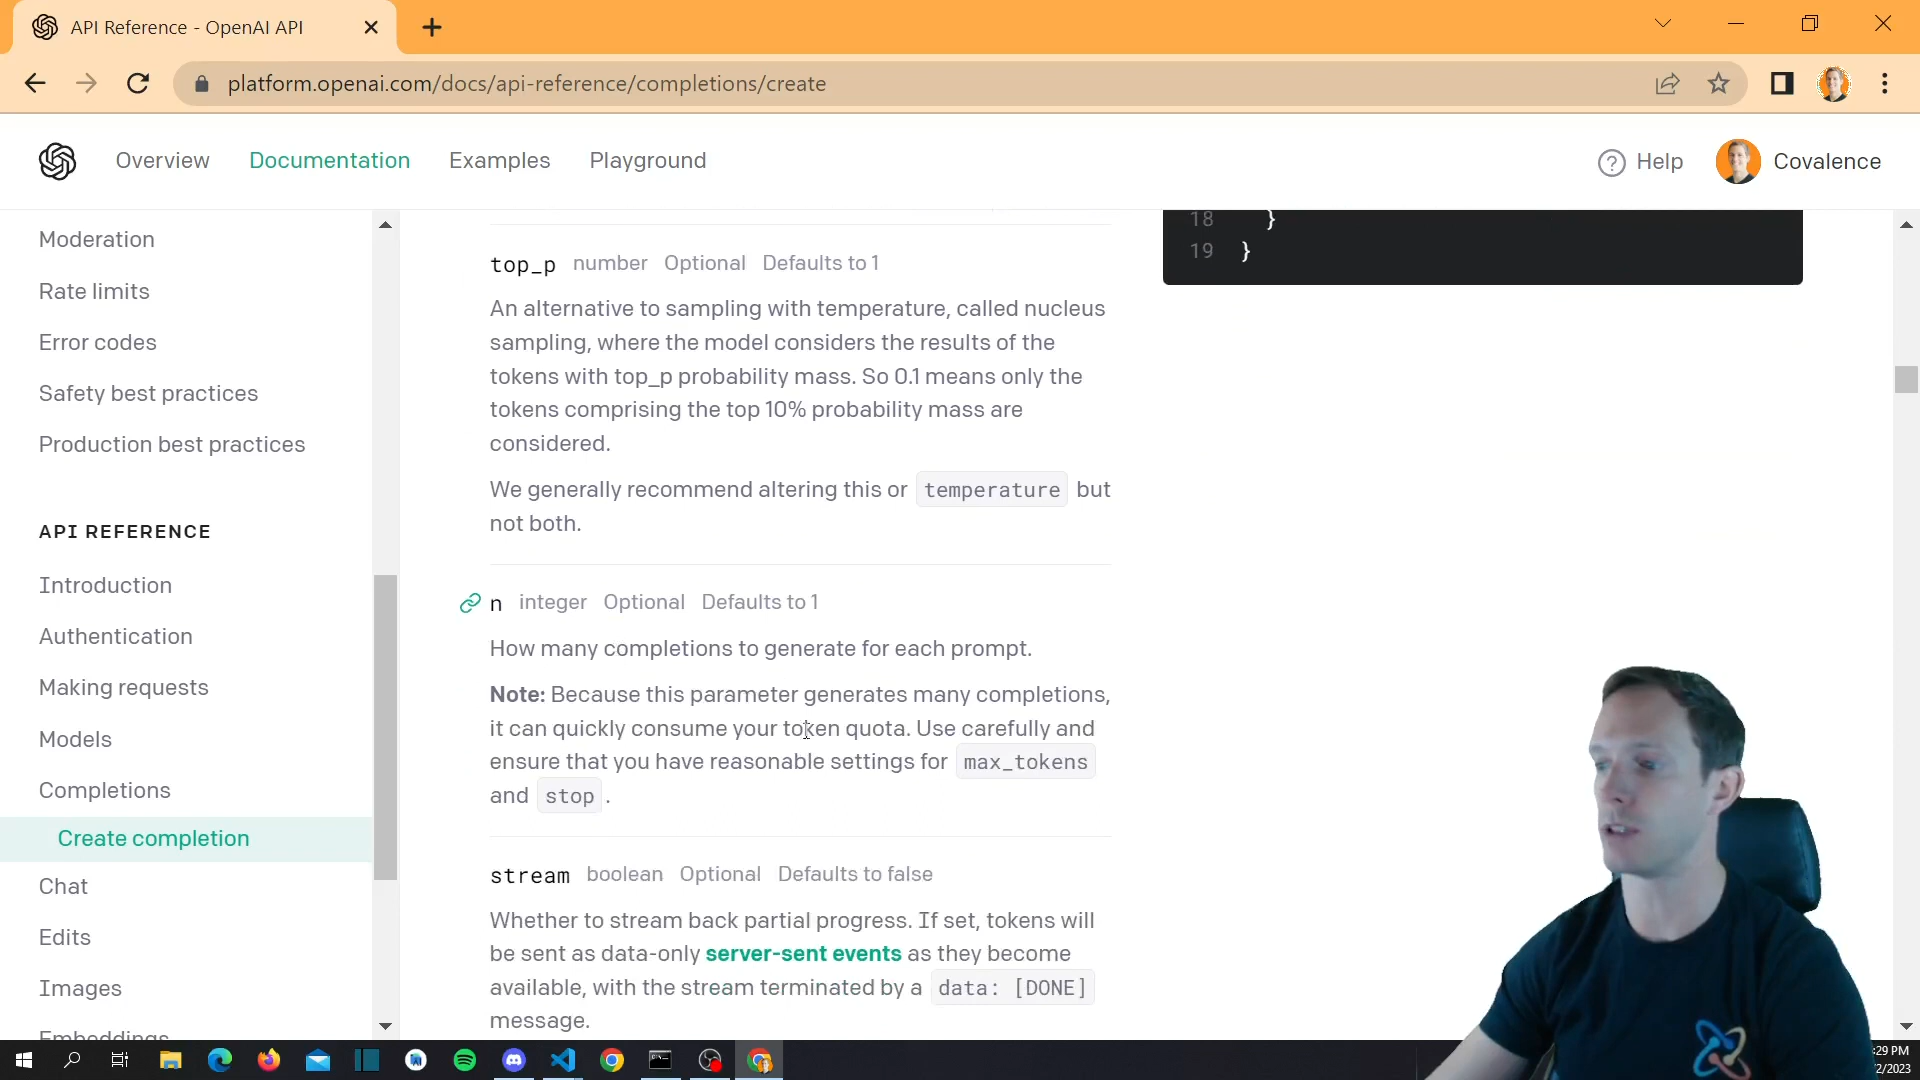 API Reference - OpenAI API
platform.openai.com/docs/api-reference/completions/create
Overview
Documentation
Examples
Playground
Help
Covalence
Moderation
Rate limits
Error codes
Safety best practices
Production best practices
API REFERENCE
Introduction
Authentication
Making requests
Models
Completions
Create completion
Chat
Edits
Images
Embeddings
top_p number Optional Defaults to 1
An alternative to sampling with temperature, called nucleus
sampling, where the model considers the results of the
tokens with top_p probability mass. So 0.1 means only the
tokens comprising the top 10% probability mass are
considered.
We generally recommend altering this or temperature but
not both.
n integer Optional Defaults to 1
How many completions to generate for each prompt.
Note: Because this parameter generates many completions,
it can quickly consume your token quota. Use carefully and
ensure that you have reasonable settings for max_tokens
and stop .
stream boolean Optional Defaults to false
Whether to stream back partial progress. If set, tokens will
be sent as data-only server-sent events as they become
available, with the stream terminated by a data: [DONE]
message.
18 }
19 }
:29 PM
/2/2023